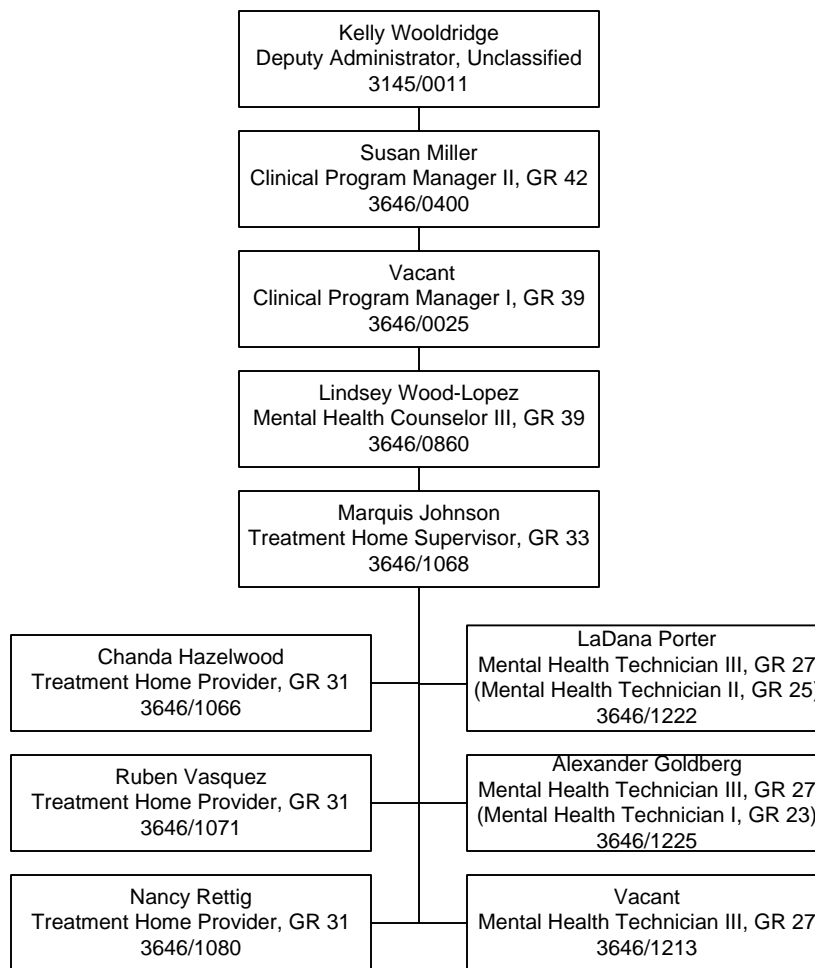 Kelly Wooldridge
Deputy Administrator, Unclassified
3145/0011
Susan Miller
Clinical Program Manager II, GR 42
3646/0400
Vacant
Clinical Program Manager I, GR 39
3646/0025
Lindsey Wood-Lopez
Mental Health Counselor III, GR 39
3646/0860
Marquis Johnson
Treatment Home Supervisor, GR 33
3646/1068
Chanda Hazelwood
Treatment Home Provider, GR 31
3646/1066
LaDana Porter
Mental Health Technician III, GR 27
(Mental Health Technician II, GR 25)
3646/1222
Ruben Vasquez
Treatment Home Provider, GR 31
3646/1071
Alexander Goldberg
Mental Health Technician III, GR 27
(Mental Health Technician I, GR 23)
3646/1225
Nancy Rettig
Treatment Home Provider, GR 31
3646/1080
Vacant
Mental Health Technician III, GR 27
3646/1213